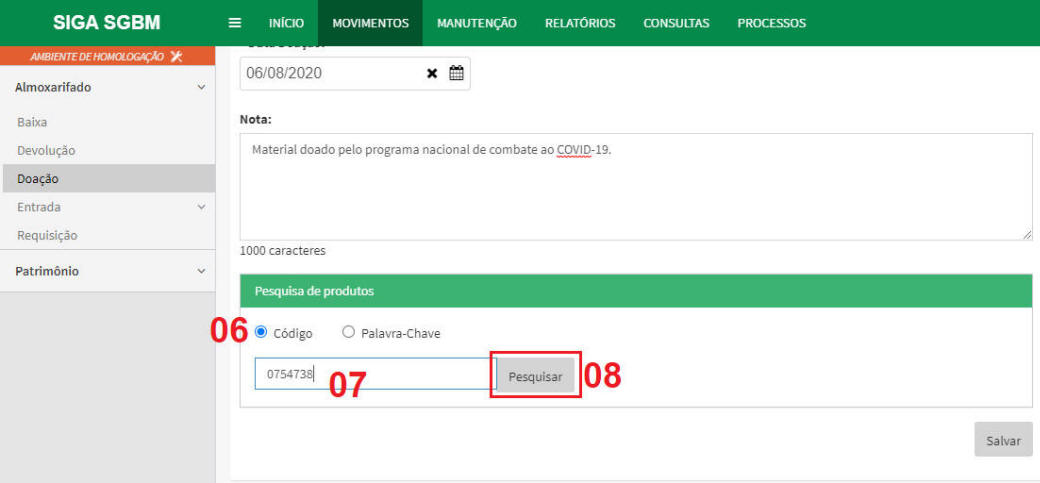 SIGA SGBM
INÍCIO MOVIMENTOS MANUTENÇÃO RELATÓRIOS CONSULTAS PROCESSOS
AMBIENTE DE HOMOLOGAÇÃO
Almoxarifado
Baixa
Devolução
Doação
Entrada
Requisição
Patrimônio
06/08/2020
Nota:
Material doado pelo programa nacional de combate ao COVID-19.
1000 caracteres
Pesquisa de produtos
06 Código Palavra-Chave
0754738 07 Pesquisar 08
Salvar